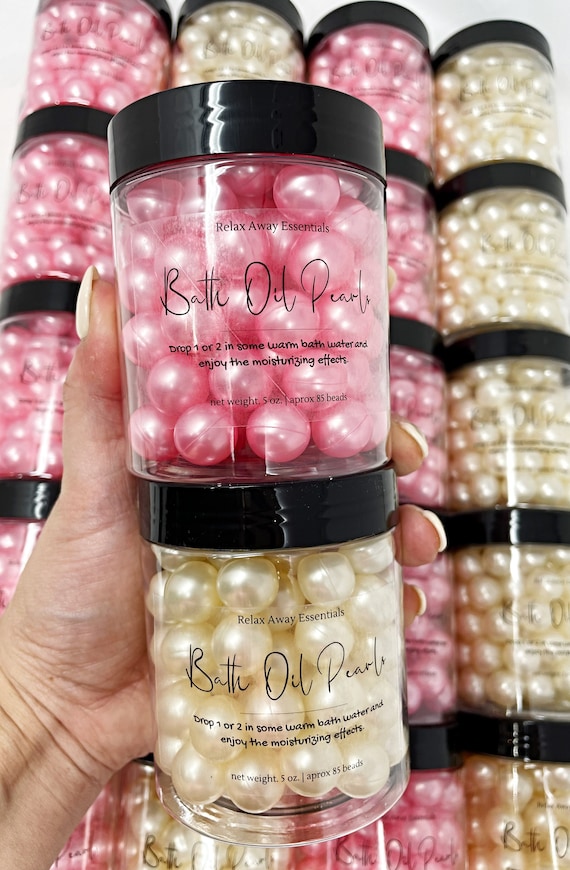 Relax Away Essentials
Bath Oil Pearls
Drop 1 or 2 in some warm bath water and
enjoy the moisturizing effects.
net weight. 5 oz. | aprox 85 beads
Relax Away Essentials
Bath Oil Pearls
Drop 1 or 2 in some warm bath water and
enjoy the moisturizing effects.
net weight. 5 oz. | aprox 85 beads